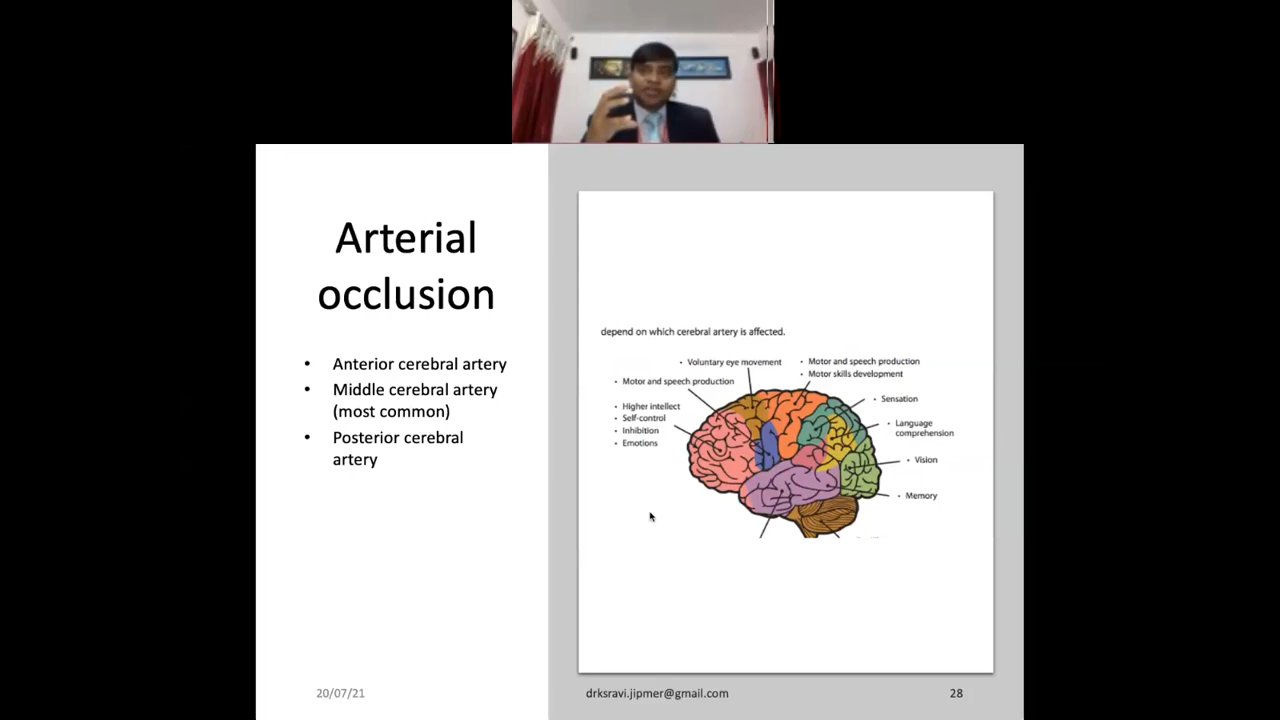 Arterial
occlusion
• Anterior cerebral artery
• Middle cerebral artery
(most common)
• Posterior cerebral
artery
depend on which cerebral artery is affected.
• Voluntary eye movement
• Motor and speech production
• Motor skills development
• Motor and speech production
• Sensation
• Higher intellect
• Self-control
• Inhibition
• Emotions
• Language
comprehension
• Vision
• Memory
20/07/21
drksravi.jipmer@gmail.com
28